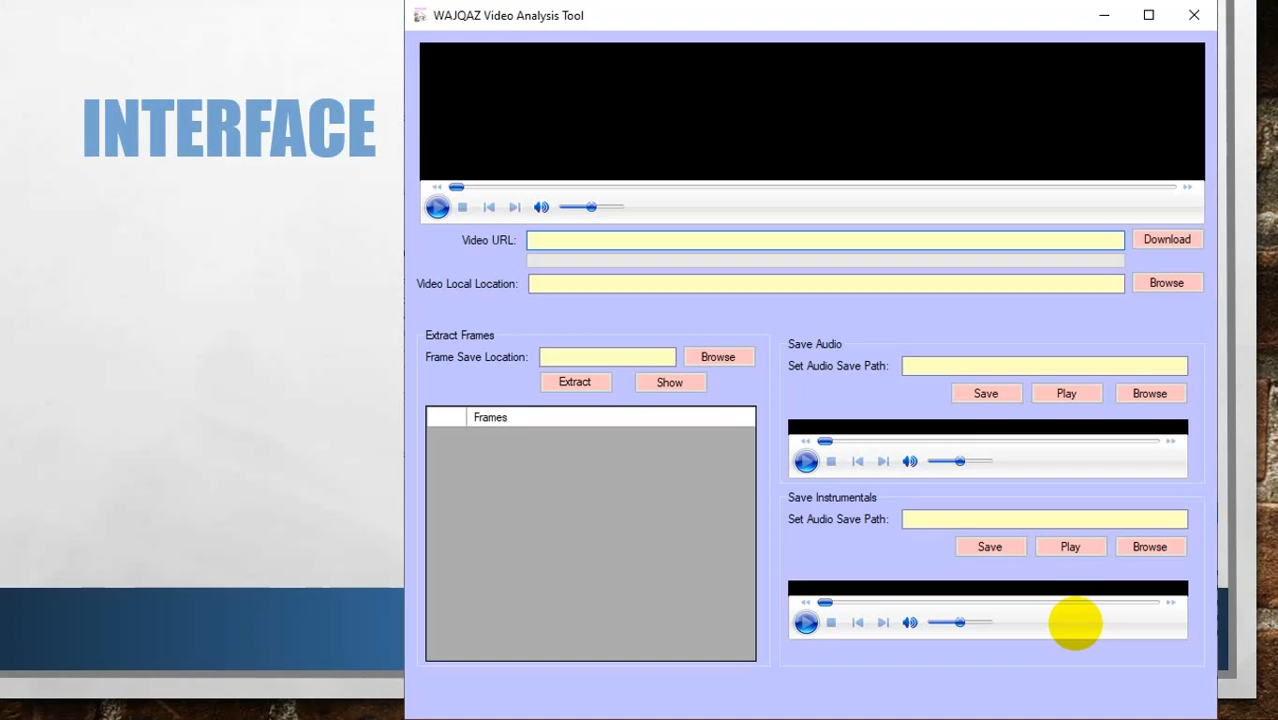 WAJQAZ Video Analysis Tool
INTERFACE
Video URL:
Download
Video Local Location:
Browse
Extract Frames
Frame Save Location:
Browse
Extract
Show
Frames
Save Audio
Set Audio Save Path:
Save
Play
Browse
Save Instrumentals
Set Audio Save Path:
Save
Play
Browse